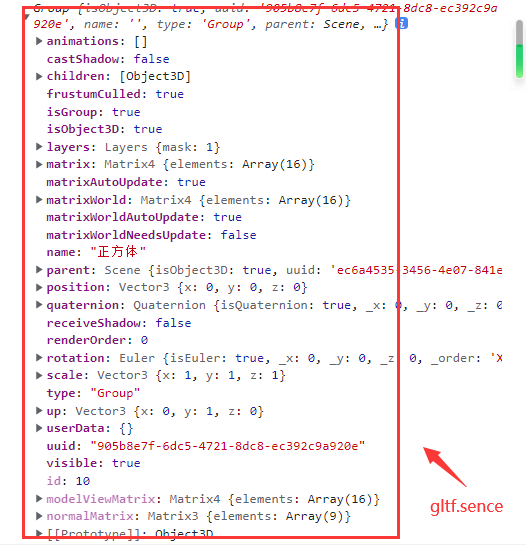 Group {isObject3D: true, uuid: '905b8e7f-6dc5-4721-8dc8-ec392c9a
920e', name: '', type: 'Group', parent: Scene, …} i
animations: []
castShadow: false
children: [Object3D]
frustumCulled: true
isGroup: true
isObject3D: true
layers: Layers {mask: 1}
matrix: Matrix4 {elements: Array(16)}
matrixAutoUpdate: true
matrixWorld: Matrix4 {elements: Array(16)}
matrixWorldAutoUpdate: true
matrixWorldNeedsUpdate: false
name: "正方体"
parent: Scene {isObject3D: true, uuid: 'ec6a4535-3456-4e07-841e
position: Vector3 {x: 0, y: 0, z: 0}
quaternion: Quaternion {isQuaternion: true, _x: 0, _y: 0, _z: 0
receiveShadow: false
renderOrder: 0
rotation: Euler {isEuler: true, _x: 0, _y: 0, _z: 0, _order: 'X
scale: Vector3 {x: 1, y: 1, z: 1}
type: "Group"
up: Vector3 {x: 0, y: 1, z: 0}
userData: {}
uuid: "905b8e7f-6dc5-4721-8dc8-ec392c9a920e"
visible: true
id: 10
modelViewMatrix: Matrix4 {elements: Array(16)}
normalMatrix: Matrix3 {elements: Array(9)}
[[Prototype]]: Object3D
gltf.sence